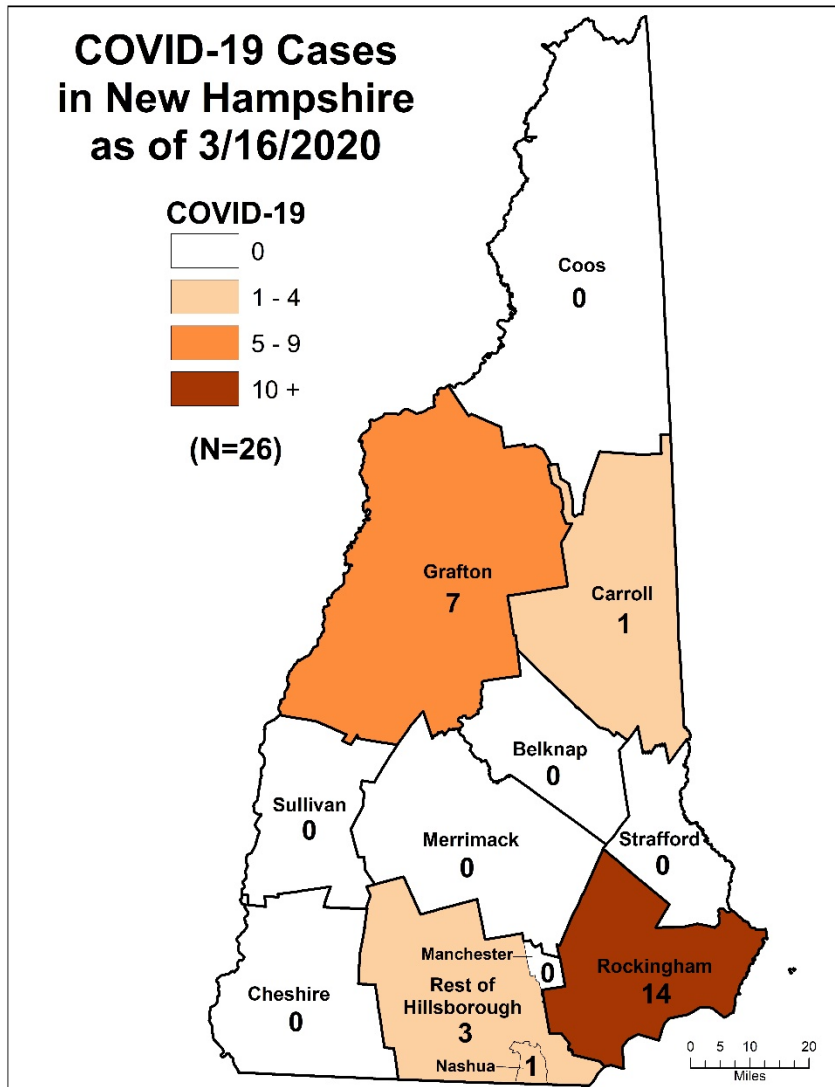 COVID-19 Cases
in New Hampshire
as of 3/16/2020
COVID-19
0
1 - 4
5 - 9
10 +
(N=26)
Coos
0
Grafton
7
Carroll
1
Belknap
0
Sullivan
0
Merrimack
0
Strafford
0
Manchester
0
Rockingham
14
Cheshire
0
Rest of
Hillsborough
3
Nashua
1
0 5 10 20
Miles